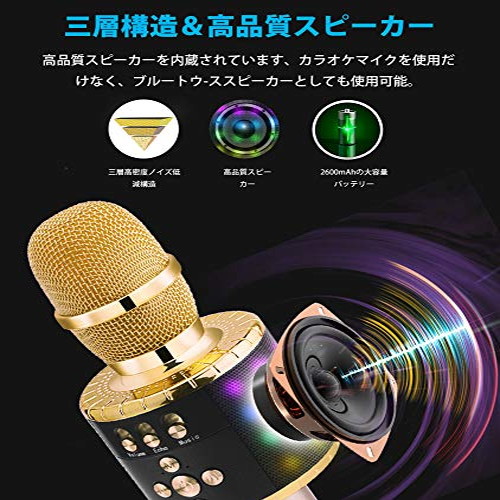 三層構造＆高品質スピーカー
高品質スピーカーを内蔵されています、カラオケマイクを使用だ
けなく、ブルートウ-ススピーカーとしても使用可能。
三層高密度ノイズ低
減構造
高品質スピー
カー
2600mAhの大容量
バッテリー
Volume Echo Music